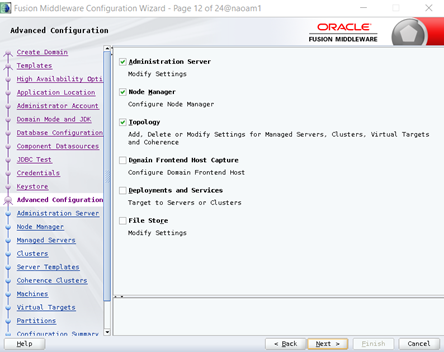 Fusion Middleware Configuration Wizard - Page 12 of 24@naoam1
Advanced Configuration
ORACLE
FUSION MIDDLEWARE
Create Domain
Templates
High Availability Opti
Application Location
Administrator Account
Domain Mode and JDK
Database Configuration
Component Datasources
JDBC Test
Credentials
Keystore
Advanced Configuration
Administration Server
Node Manager
Managed Servers
Clusters
Server Templates
Coherence Clusters
Machines
Virtual Targets
Partitions
Configuration Summary
Administration Server
Modify Settings
Node Manager
Configure Node Manager
Topology
Add, Delete or Modify Settings for Managed Servers, Clusters, Virtual Targets
and Coherence
Domain Frontend Host Capture
Configure Domain Frontend Host
Deployments and Services
Target to Servers or Clusters
File Store
Modify Settings
Help
< Back
Next >
Finish
Cancel